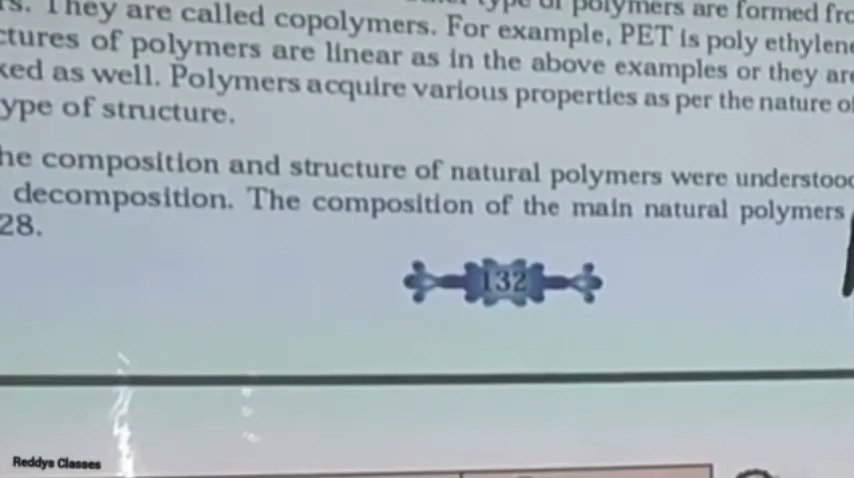 They are called copolymers. For example, PET is poly ethylene
of polymers are linear as in the above examples or they are
as well. Polymers acquire various properties as per the nature of
ype of structure.
he composition and structure of natural polymers were understood
decomposition. The composition of the main natural polymers
28.
132
Reddys Classes